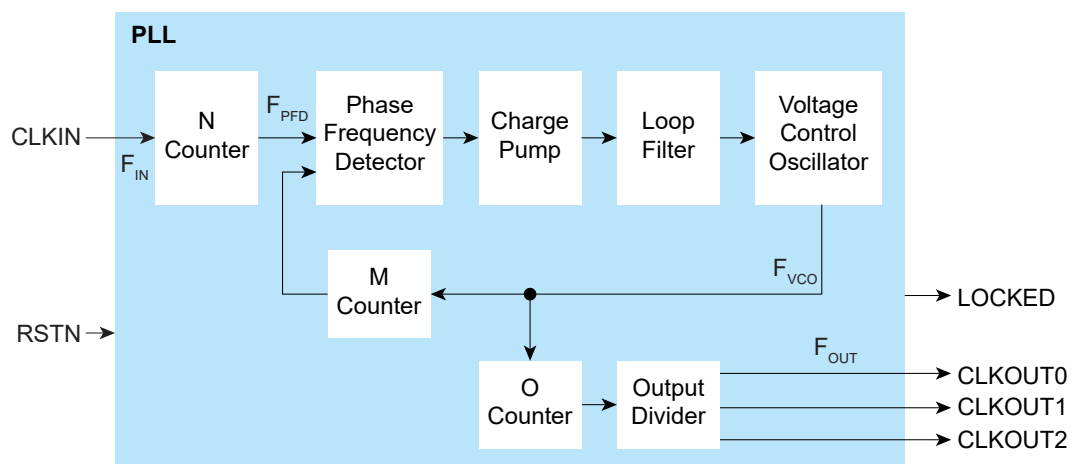 PLL
CLKIN
F_IN
N
Counter
F_PFD
Phase
Frequency
Detector
Charge
Pump
Loop
Filter
Voltage
Control
Oscillator
M
Counter
F_VCO
LOCKED
RSTN
O
Counter
Output
Divider
F_OUT
CLKOUT0
CLKOUT1
CLKOUT2